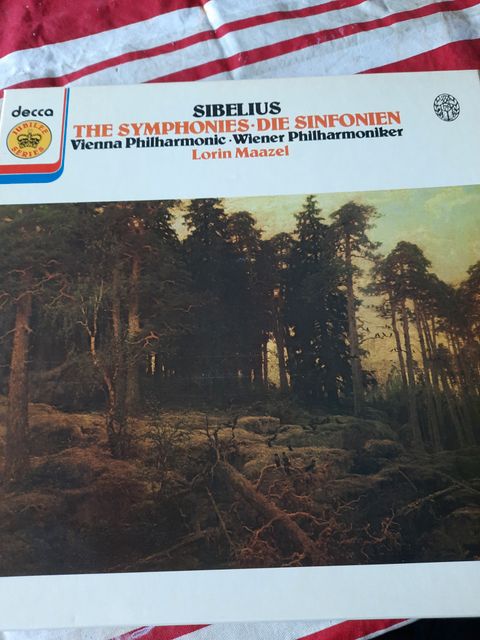 decca
JUBILEE
SERIES
SIBELIUS
THE SYMPHONIES·DIE SINFONIEN
Vienna Philharmonic·Wiener Philharmoniker
Lorin Maazel